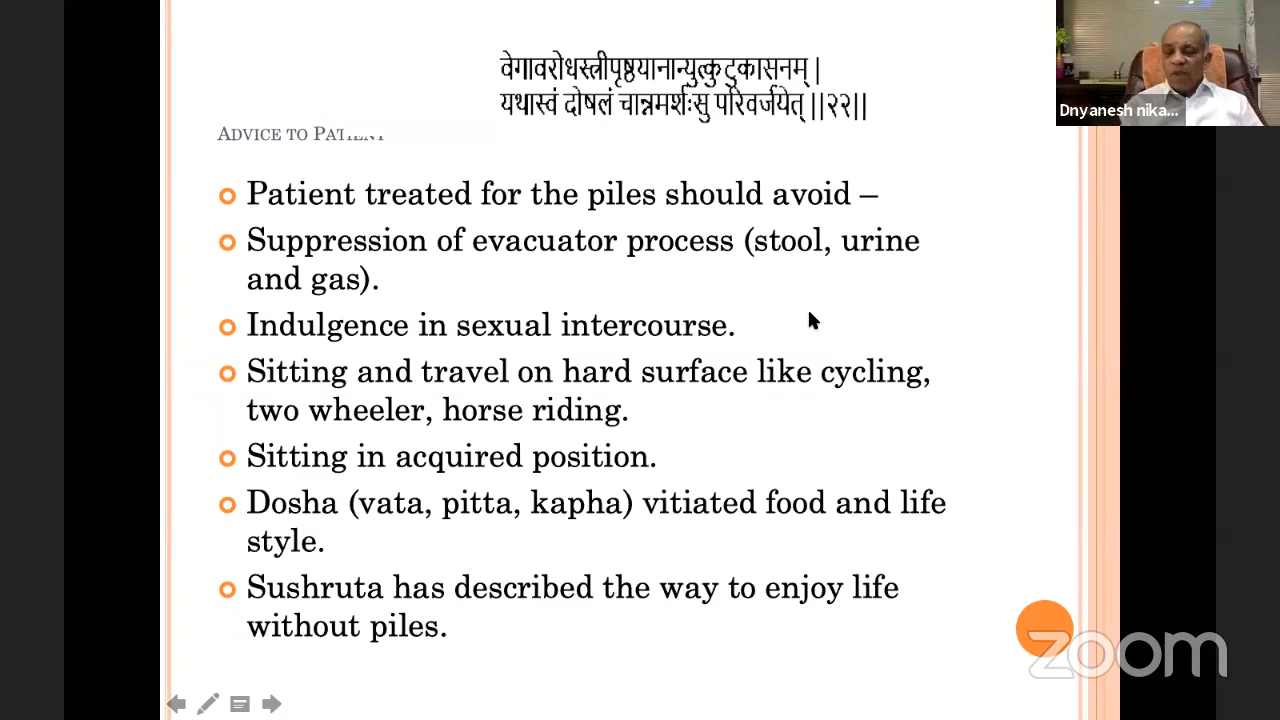 वेगावरोधस्त्रीपृष्ठयानान्युत्कुटुकासनम् |
यथास्वं दोषलं चान्नमर्शःसु परिवर्जयेत् ||२२||
Dnyanesh nika...
ADVICE TO PATIENT
Patient treated for the piles should avoid –
Suppression of evacuator process (stool, urine
and gas).
Indulgence in sexual intercourse.
Sitting and travel on hard surface like cycling,
two wheeler, horse riding.
Sitting in acquired position.
Dosha (vata, pitta, kapha) vitiated food and life
style.
Sushruta has described the way to enjoy life
without piles.
zoom